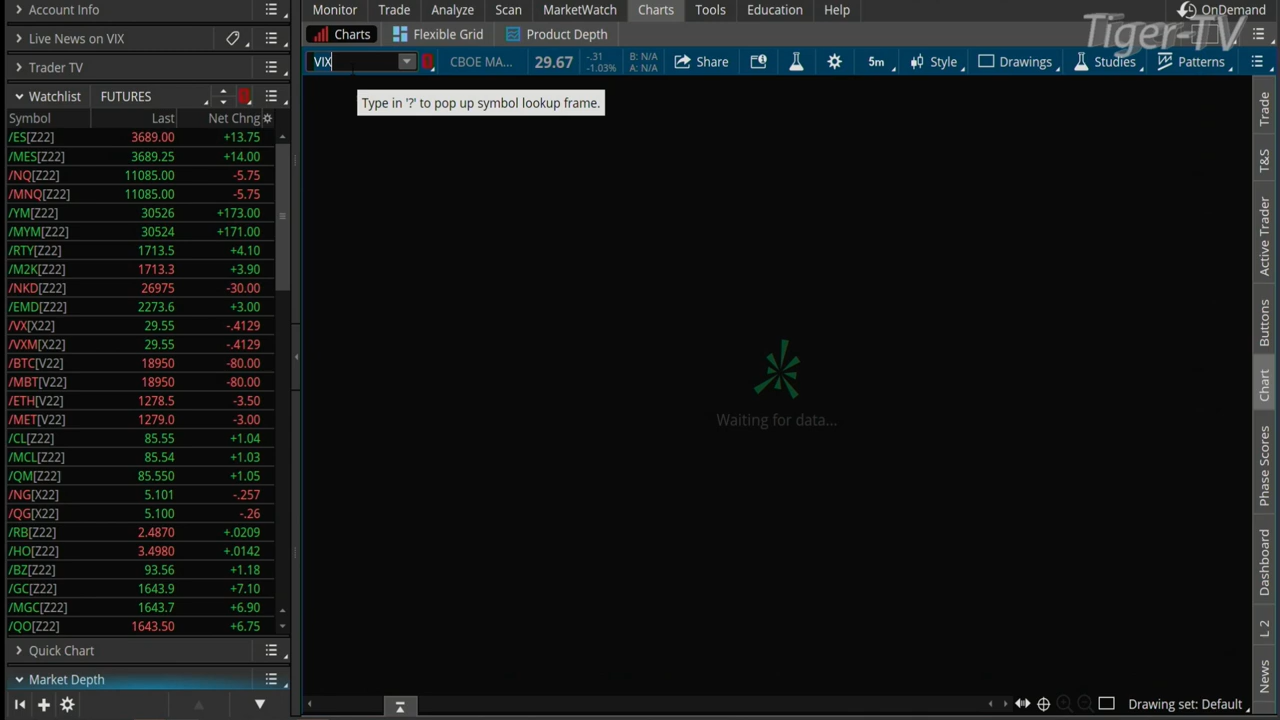 Account Info
Live News on VIX
Trader TV
Watchlist FUTURES
Symbol Last Net Chng
/ES[Z22] 3689.00 +13.75
/MES[Z22] 3689.25 +14.00
/NQ[Z22] 11085.00 -5.75
/MNQ[Z22] 11085.00 -5.75
/YM[Z22] 30526 +173.00
/MYM[Z22] 30524 +171.00
/RTY[Z22] 1713.5 +4.10
/M2K[Z22] 1713.3 +3.90
/NKD[Z22] 26975 -30.00
/EMD[Z22] 2273.6 +3.00
/VX[X22] 29.55 -.4129
/VXM[X22] 29.55 -.4129
/BTC[V22] 18950 -80.00
/MBT[V22] 18950 -80.00
/ETH[V22] 1278.5 -3.50
/MET[V22] 1279.0 -3.00
/CL[Z22] 85.55 +1.04
/MCL[Z22] 85.54 +1.03
/QM[Z22] 85.550 +1.05
/NG[X22] 5.101 -.257
/QG[X22] 5.100 -.26
/RB[Z22] 2.4870 +.0209
/HO[Z22] 3.4980 +.0142
/BZ[Z22] 93.56 +1.18
/GC[Z22] 1643.9 +7.10
/MGC[Z22] 1643.7 +6.90
/QO[Z22] 1643.50 +6.75
Quick Chart
Market Depth
Monitor Trade Analyze Scan MarketWatch Charts Tools Education Help OnDemand
Tiger-TV
Charts Flexible Grid Product Depth
VIX CBOE MA... 29.67 -.31 -1.03% B: N/A A: N/A Share 5m Style Drawings Studies Patterns
Type in '?' to pop up symbol lookup frame.
Waiting for data...
Trade
T&S
Active Trader
Buttons
Chart
Phase Scores
Dashboard
L 2
News
Drawing set: Default